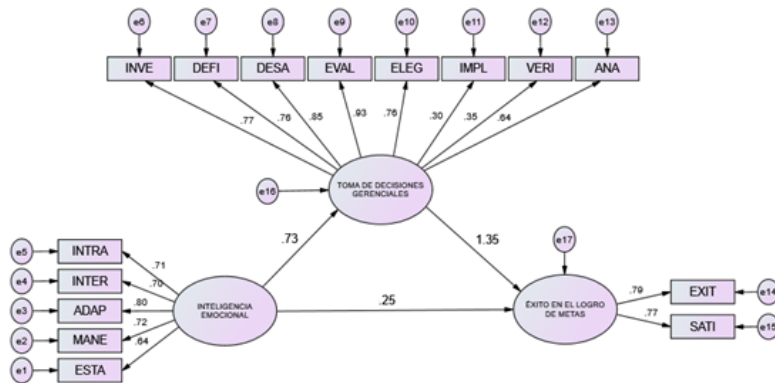 e6 e7 e8 e9 e10 e11 e12 e13
INVE DEFI DESA EVAL ELEG IMPL VERI ANA
.77 .76 .85 .93 .76 .30 .35 .64
e16
TOMA DE DECISIONES
GERENCIALES
.73
1.35
e17
e5 INTRA .71
e4 INTER .70
e3 ADAP .80
e2 MANE .72
e1 ESTA .64
INTELIGENCIA
EMOCIONAL
.25
ÉXITO EN EL LOGRO
DE METAS
.79 EXIT e14
.77 SATI e15